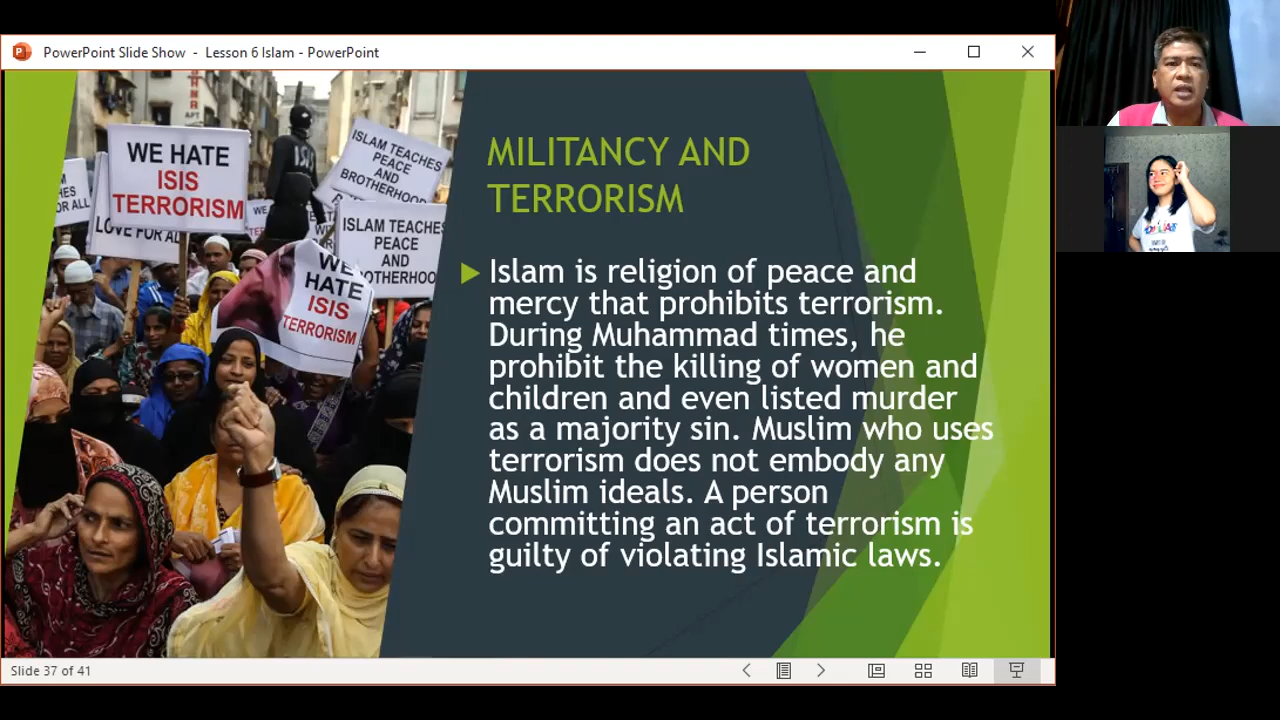 PowerPoint Slide Show - Lesson 6 Islam - PowerPoint
WE HATE
ISIS
TERRORISM
ISLAM TEACHES
PEACE
AND
BROTHERHOOD
LOVE FOR ALL
ISLAM TEACHES
PEACE
AND
WE
HATE
ISIS
TERRORISM
ISIS
FOR ALL
WE
MILITANCY AND
TERRORISM
Islam is religion of peace and
mercy that prohibits terrorism.
During Muhammad times, he
prohibit the killing of women and
children and even listed murder
as a majority sin. Muslim who uses
terrorism does not embody any
Muslim ideals. A person
committing an act of terrorism is
guilty of violating Islamic laws.
Slide 37 of 41